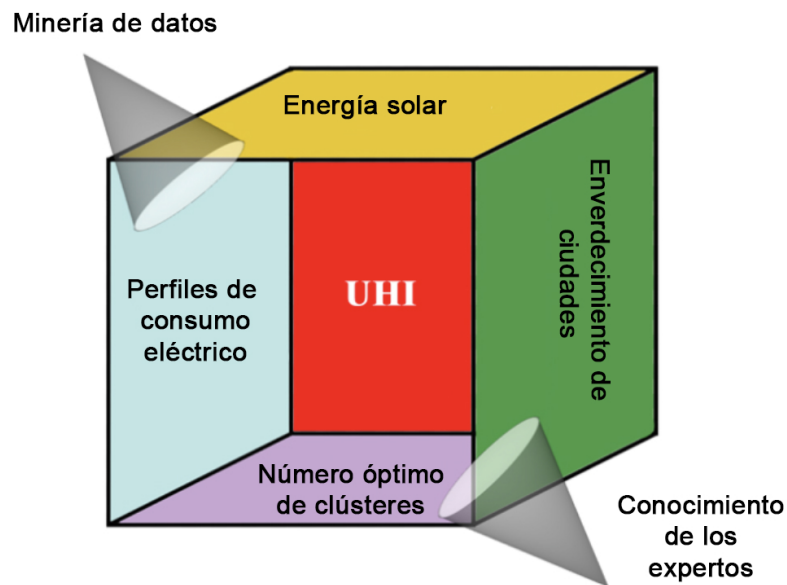 Minería de datos
Energía solar
Enverdecimiento de
ciudades
Perfiles de
consumo
eléctrico
UHI
Número óptimo
de clústeres
Conocimiento
de los
expertos